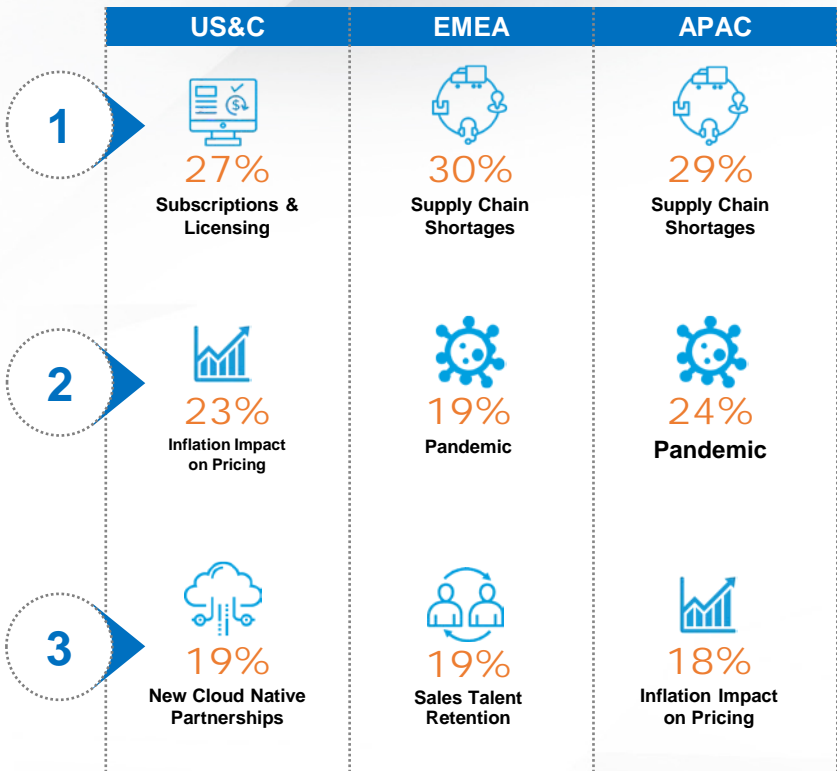 US&C EMEA APAC
1
27% 30% 29%
Subscriptions & Supply Chain Supply Chain
Licensing Shortages Shortages
2
23% 19% 24%
Inflation Impact Pandemic Pandemic
on Pricing
3
19% 19% 18%
New Cloud Native Sales Talent Inflation Impact
Partnerships Retention on Pricing